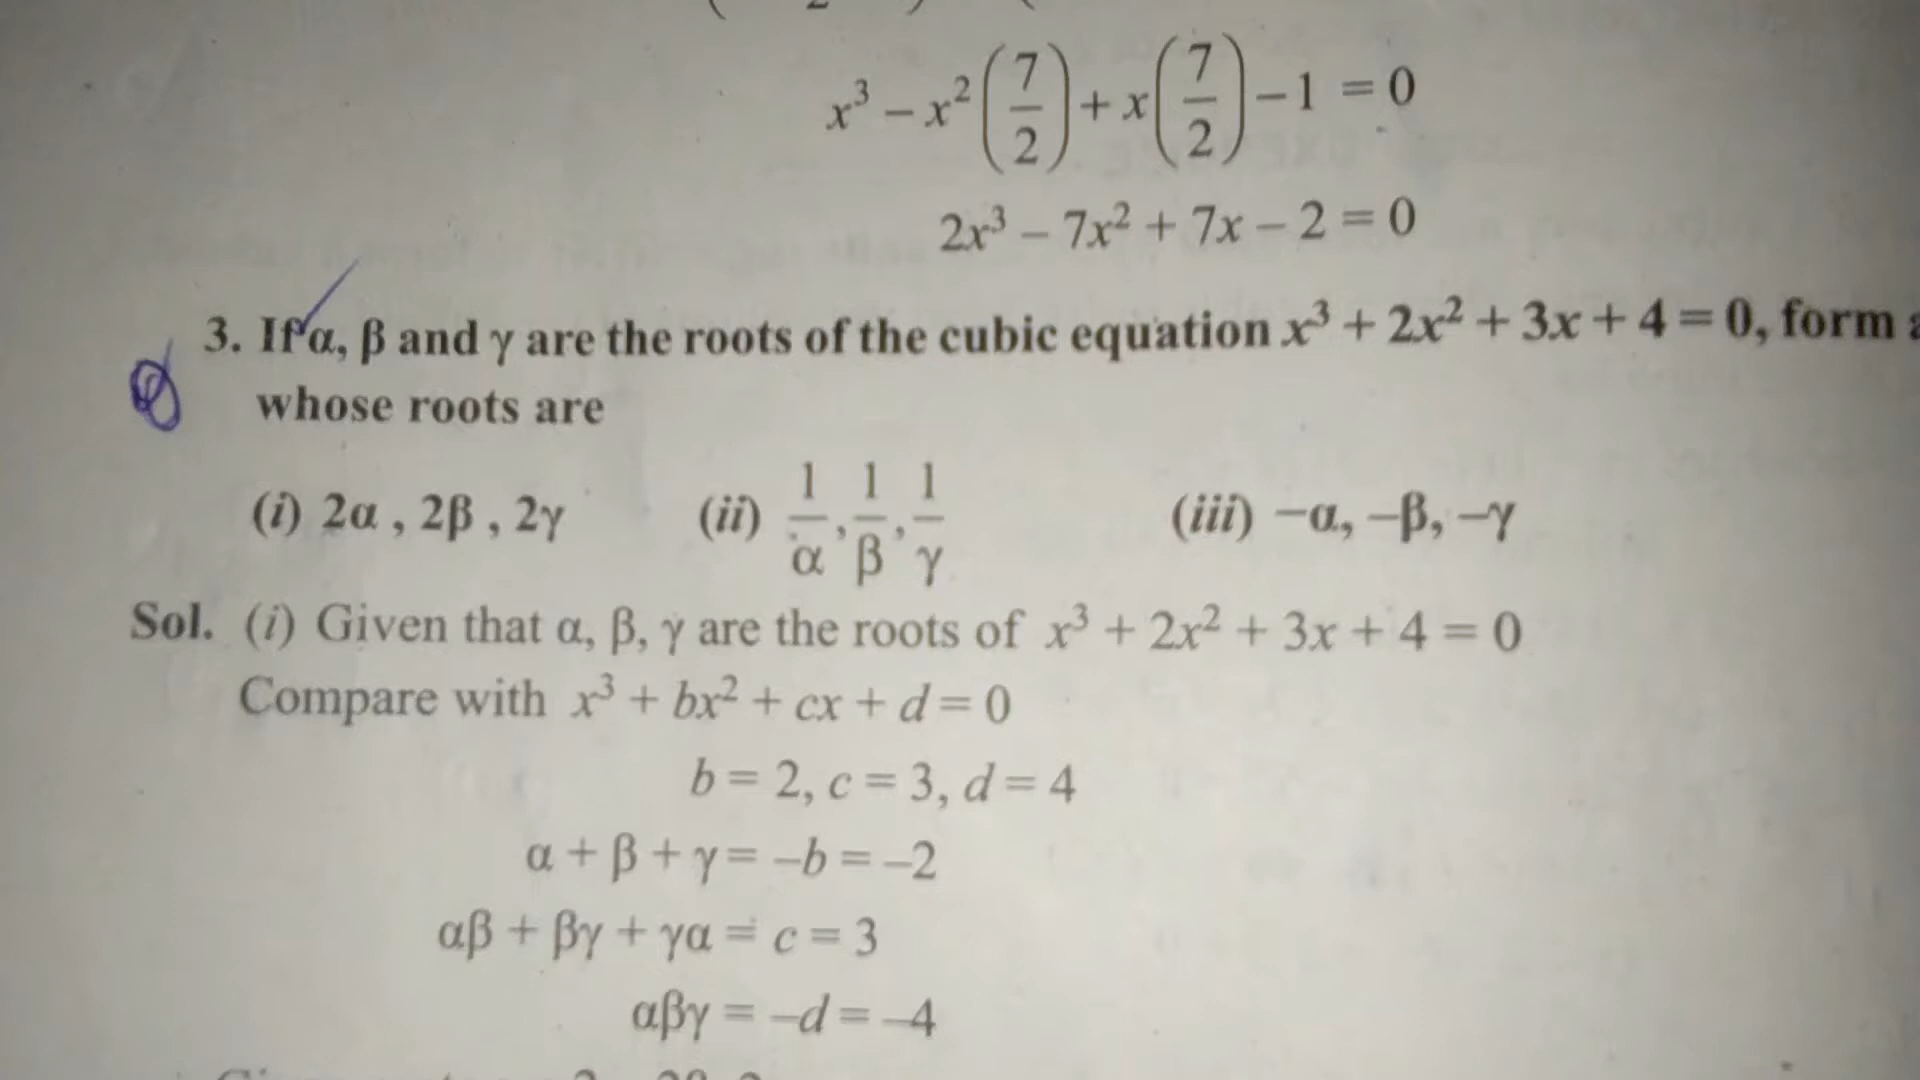 x³ – x²(7/2) + x(7/2) – 1 = 0
2x³ – 7x² + 7x – 2 = 0
3. If α, β and γ are the roots of the cubic equation x³ + 2x² + 3x + 4 = 0, form
whose roots are
(i) 2α , 2β , 2γ (ii) 1/α, 1/β, 1/γ (iii) –α, –β, –γ
Sol. (i) Given that α, β, γ are the roots of x³ + 2x² + 3x + 4 = 0
Compare with x³ + bx² + cx + d = 0
b = 2, c = 3, d = 4
α + β + γ = –b = –2
αβ + βγ + γα = c = 3
αβγ = –d = –4